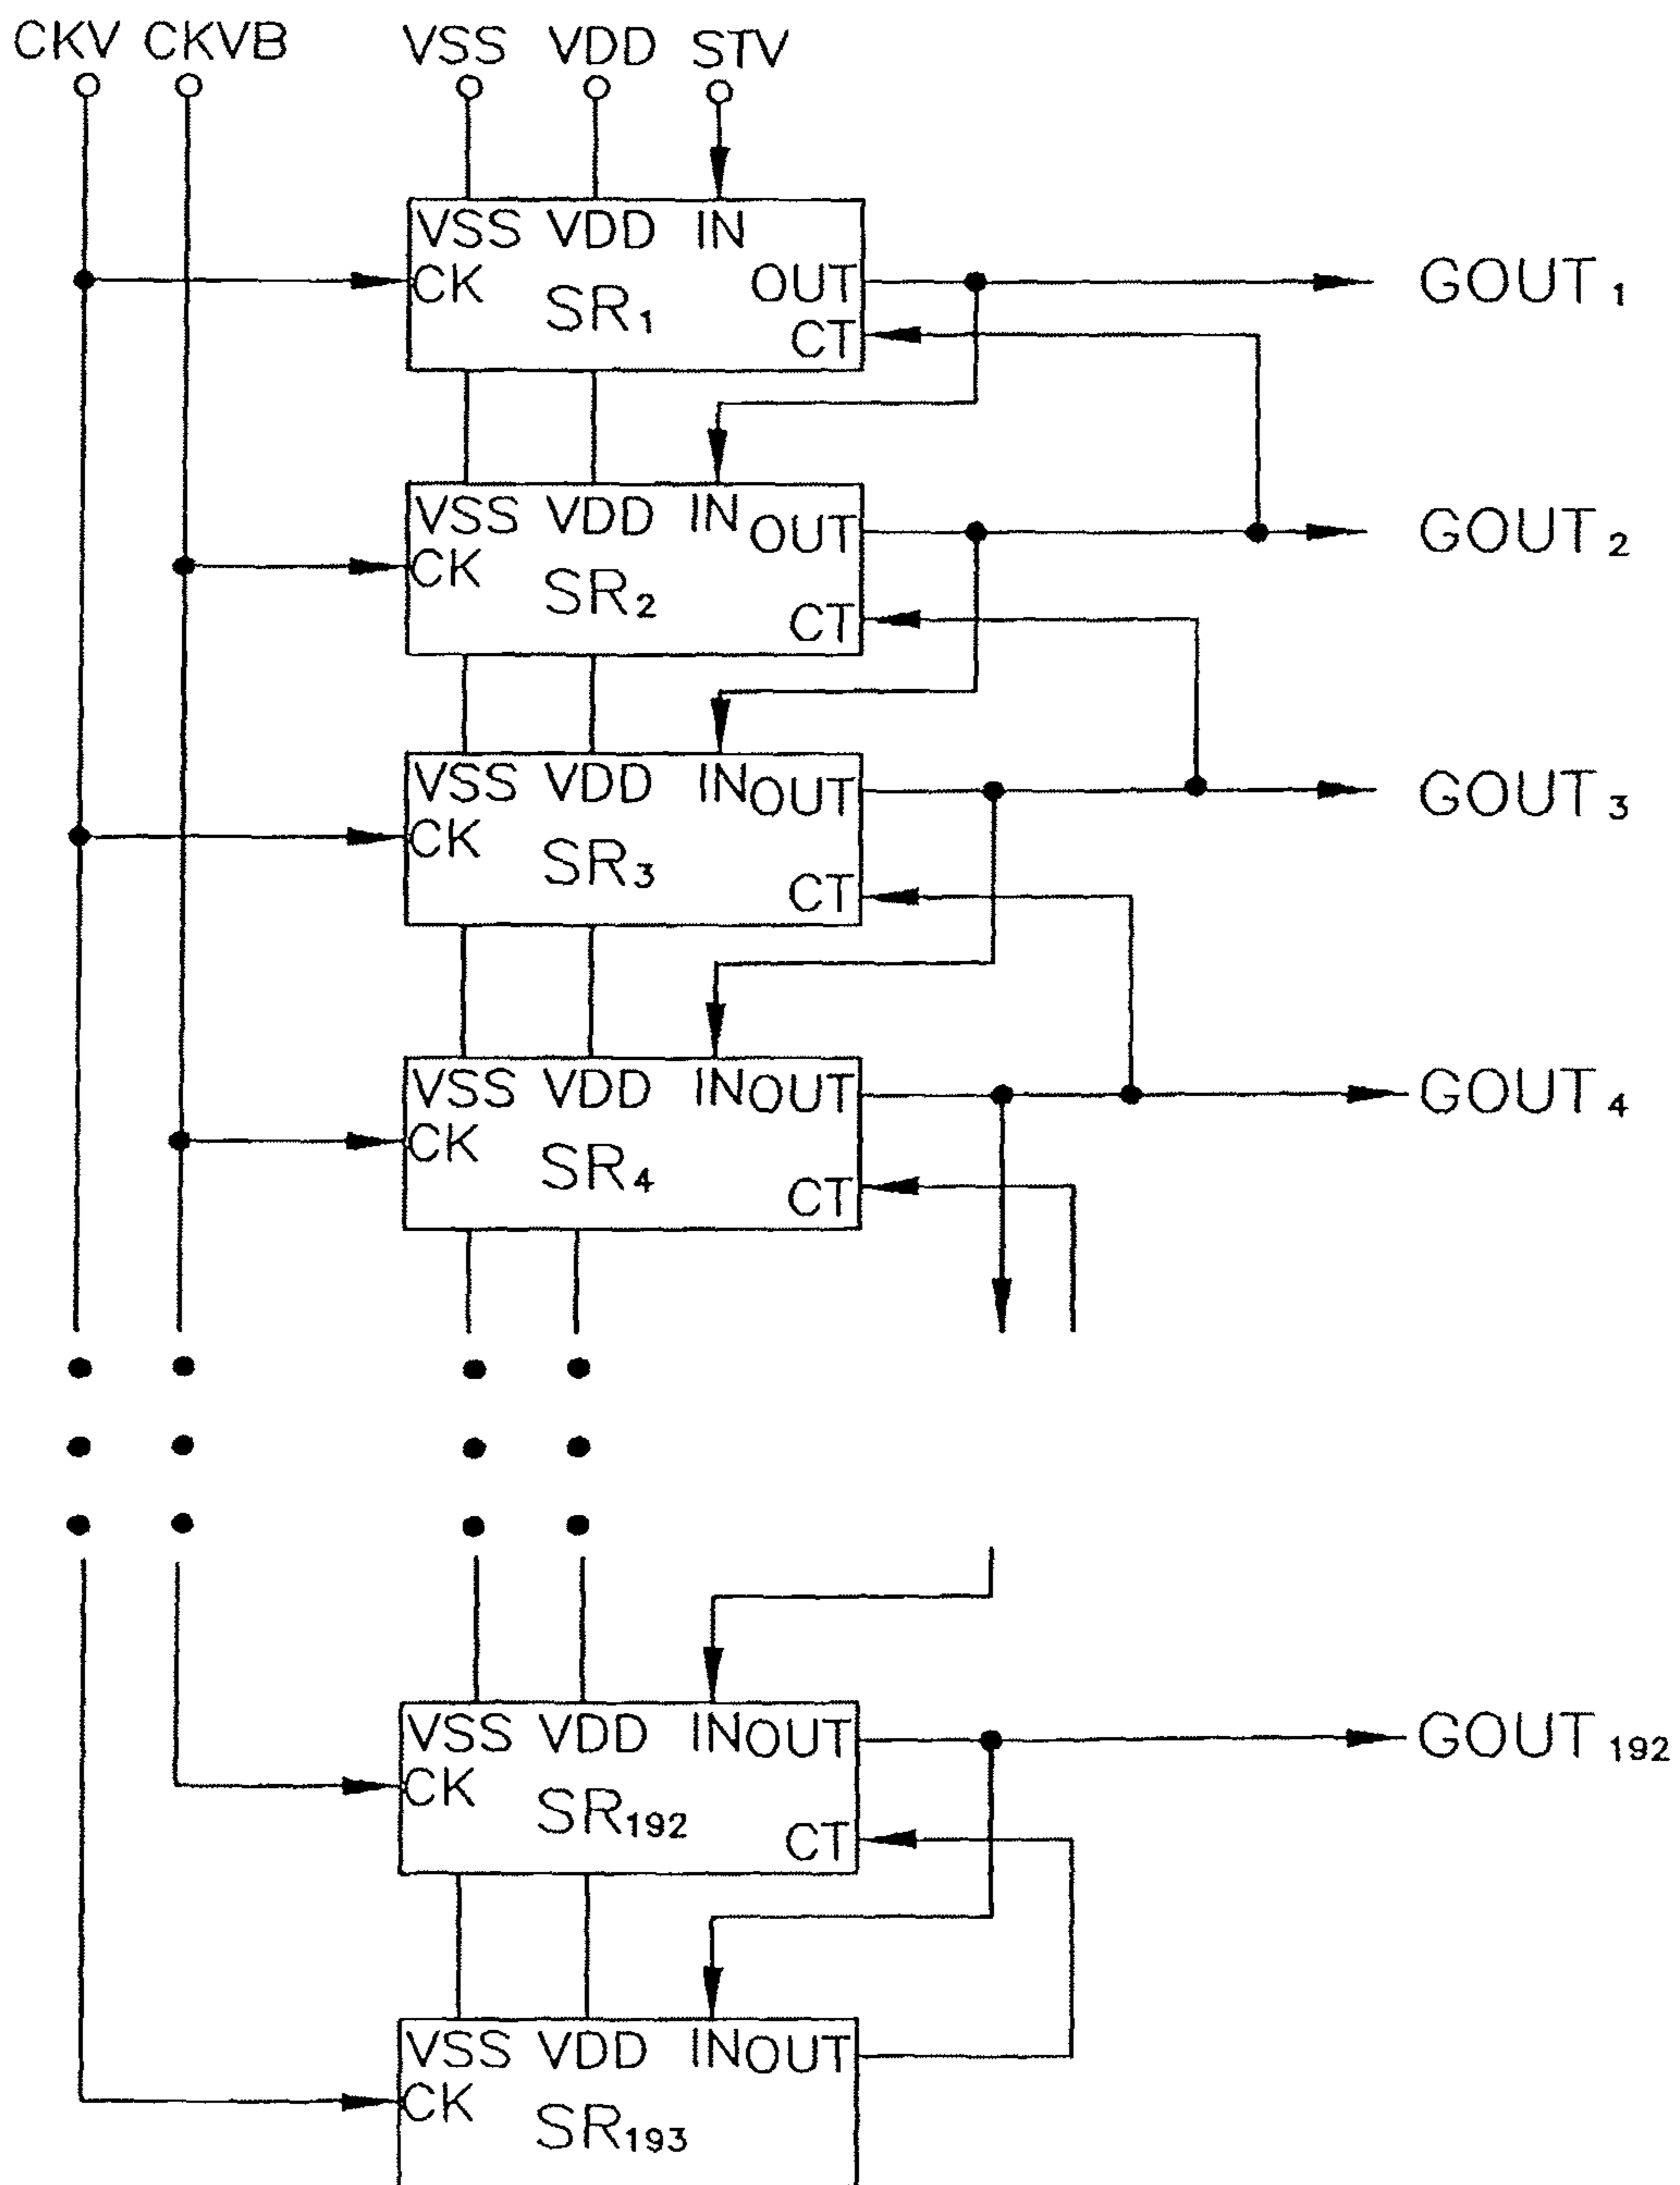 CKV CKVB VSS VDD STV
VSS VDD IN
CK OUT GOUT1
SR1
CT
VSS VDD IN
OUT GOUT2
CK
SR2
CT
VSS VDD IN OUT GOUT3
CK
SR3
CT
VSS VDD IN OUT GOUT4
CK
SR4
CT
VSS VDD IN OUT GOUT192
CK
SR192
CT
VSS VDD IN OUT
CK
SR193